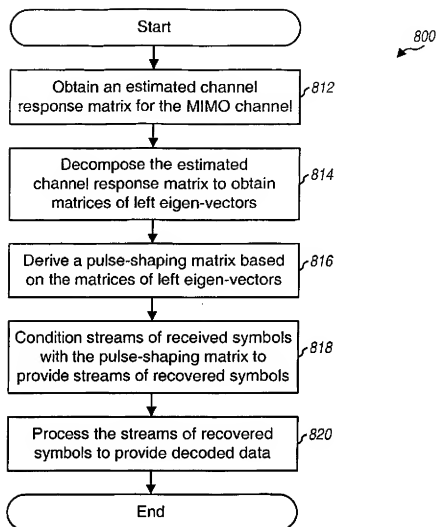 Start
800
Obtain an estimated channel
response matrix for the MIMO channel
812
Decompose the estimated
channel response matrix to obtain
matrices of left eigen-vectors
814
Derive a pulse-shaping matrix based
on the matrices of left eigen-vectors
816
Condition streams of received symbols
with the pulse-shaping matrix to
provide streams of recovered symbols
818
Process the streams of recovered
symbols to provide decoded data
820
End